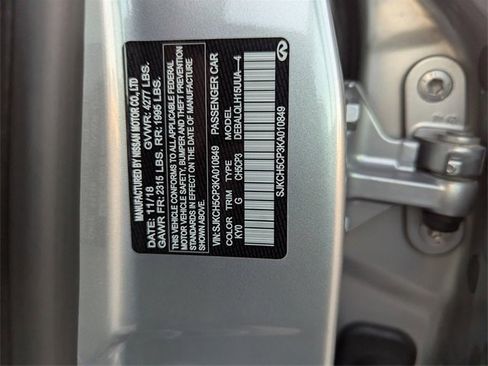 MANUFACTURED BY NISSAN MOTOR CO., LTD
DATE: 11/18 GVWR: 4277 LBS.
GAWR FR: 2315 LBS. RR: 1995 LBS.
THIS VEHICLE CONFORMS TO ALL APPLICABLE FEDERAL
MOTOR VEHICLE SAFETY, BUMPER AND THEFT PREVENTION
STANDARDS IN EFFECT ON THE DATE OF MANUFACTURE
SHOWN ABOVE.
VIN:SJKCH5CP3KA010849 PASSENGER CAR
COLOR TRIM TYPE MODEL
KY0 G CH5CP3 DEBALQLH15UUA-----4
SJKCH5CP3KA010849